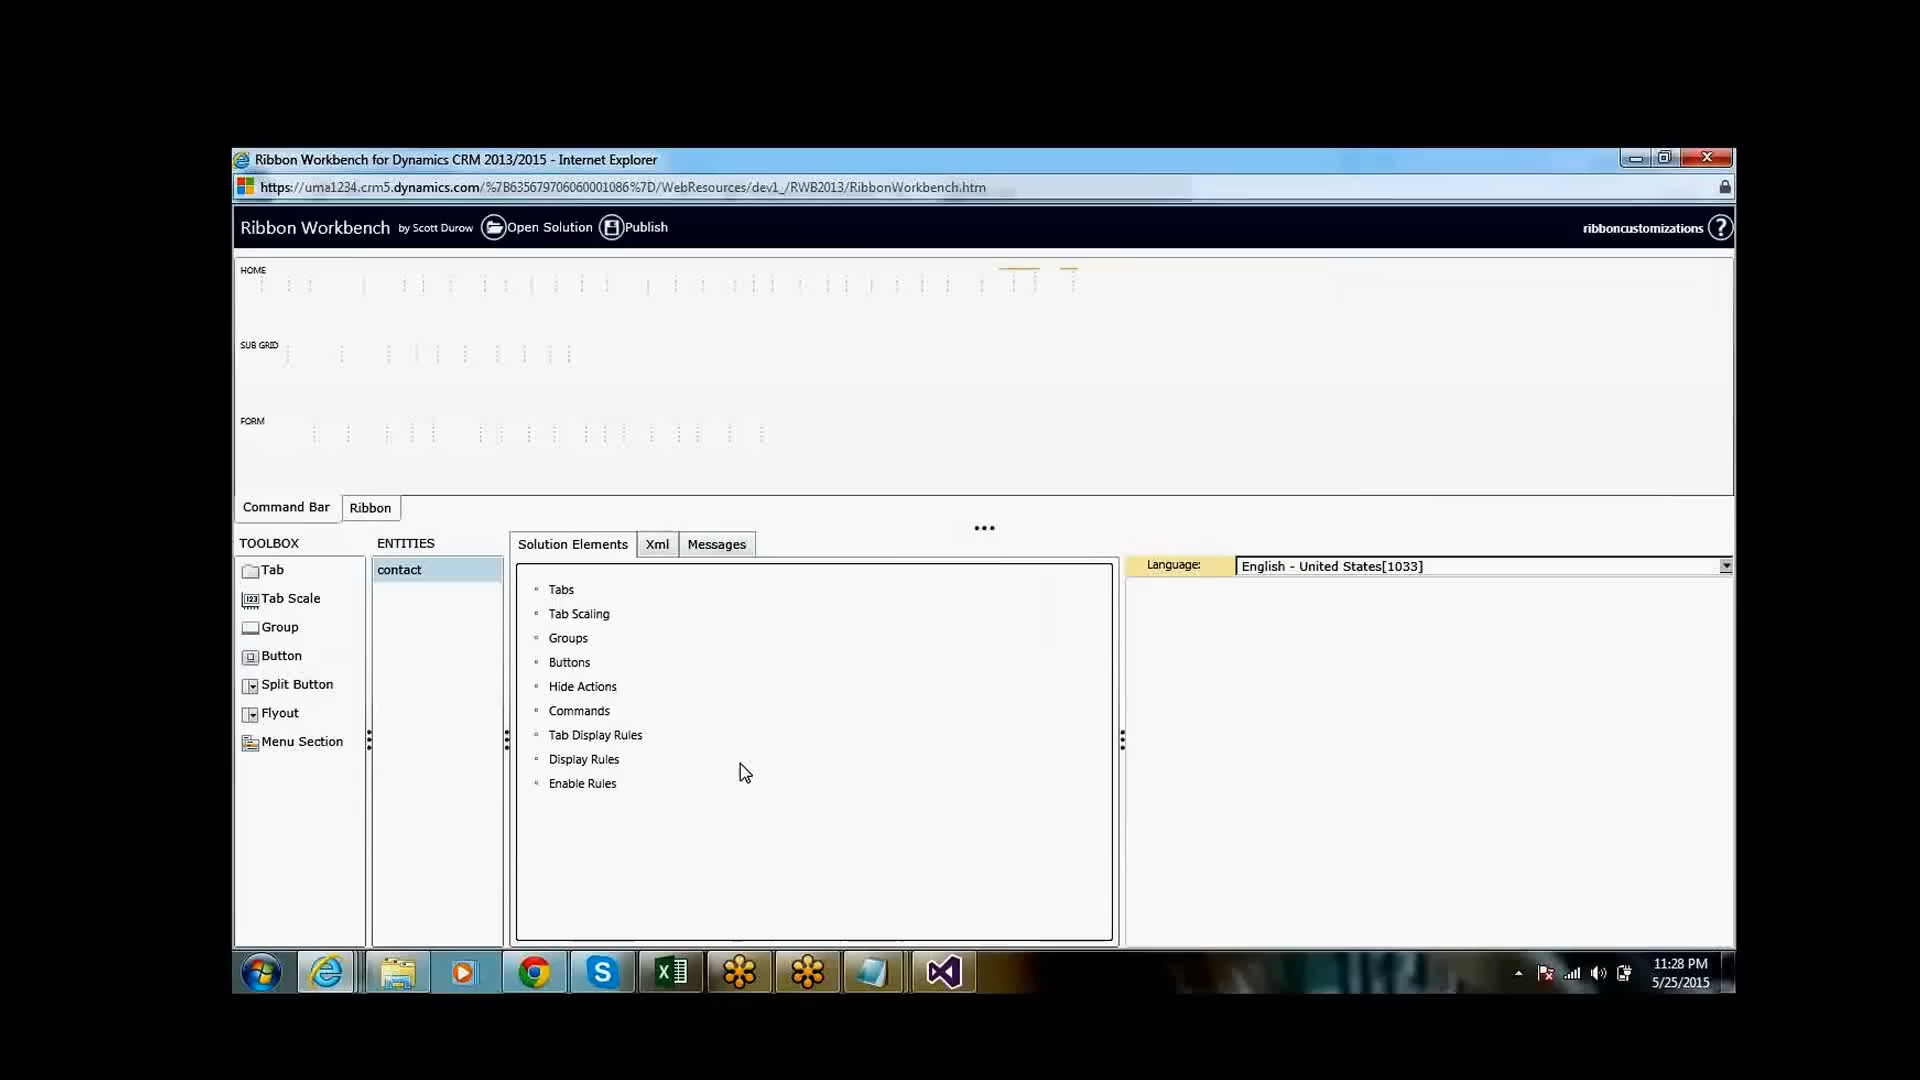 Ribbon Workbench for Dynamics CRM 2013/2015 - Internet Explorer
https://uma1234.crm5.dynamics.com/%7B635679706060001086%7D/WebResources/dev1_/RWB2013/RibbonWorkbench.htm
Ribbon Workbench by Scott Durow Open Solution Publish ribboncustomizations ?
HOME
SUB GRID
FORM
Command Bar Ribbon
TOOLBOX
Tab
Tab Scale
Group
Button
Split Button
Flyout
Menu Section
ENTITIES
contact
Solution Elements Xml Messages
Tabs
Tab Scaling
Groups
Buttons
Hide Actions
Commands
Tab Display Rules
Display Rules
Enable Rules
Language: English - United States[1033]
11:28 PM
5/25/2015